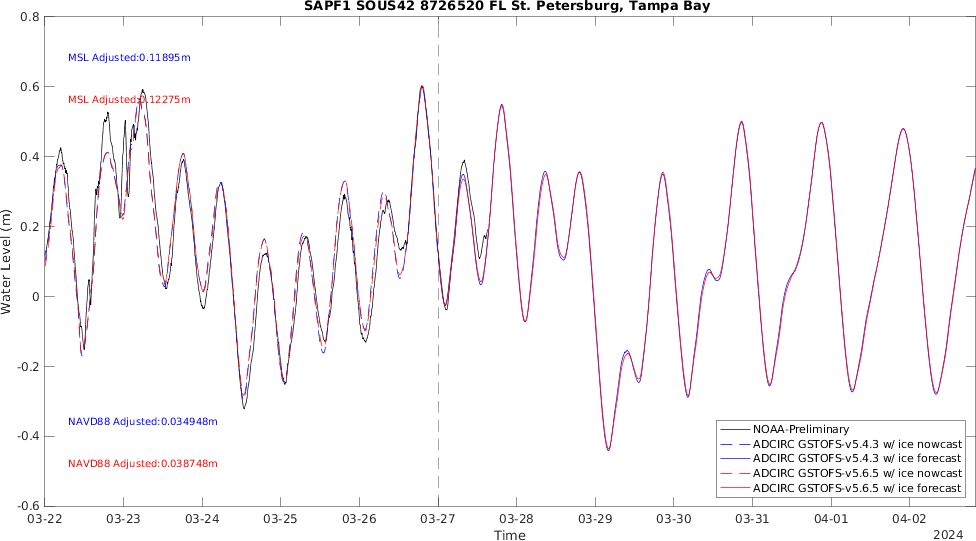 SAPF1 SOUS42 8726520 FL St. Petersburg, Tampa Bay
0.8
MSL Adjusted:0.11895m
0.6
MSL Adjusted:0.12275m
0.4
0.2
Water Level (m)
0
-0.2
-0.4
NAVD88 Adjusted:0.034948m
NAVD88 Adjusted:0.038748m
NOAA-Preliminary
ADCIRC GSTOFS-v5.4.3 w/ ice nowcast
ADCIRC GSTOFS-v5.4.3 w/ ice forecast
ADCIRC GSTOFS-v5.6.5 w/ ice nowcast
ADCIRC GSTOFS-v5.6.5 w/ ice forecast
-0.6
03-22 03-23 03-24 03-25 03-26 03-27 03-28 03-29 03-30 03-31 04-01 04-02
Time
2024